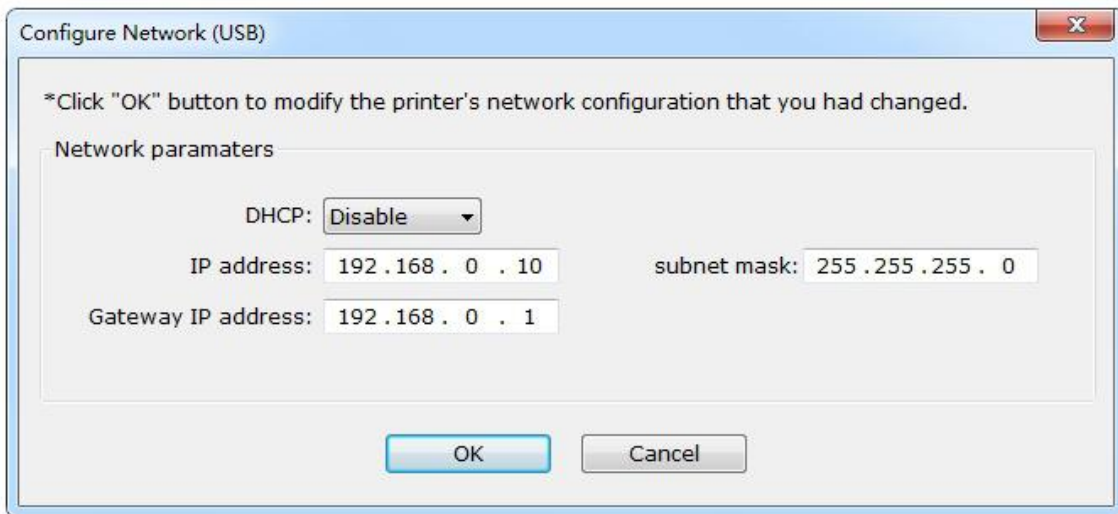 Configure Network (USB)
*Click "OK" button to modify the printer's network configuration that you had changed.
Network paramaters
DHCP: Disable
IP address: 192.168. 0 . 10 subnet mask: 255.255.255. 0
Gateway IP address: 192.168. 0 . 1
OK Cancel